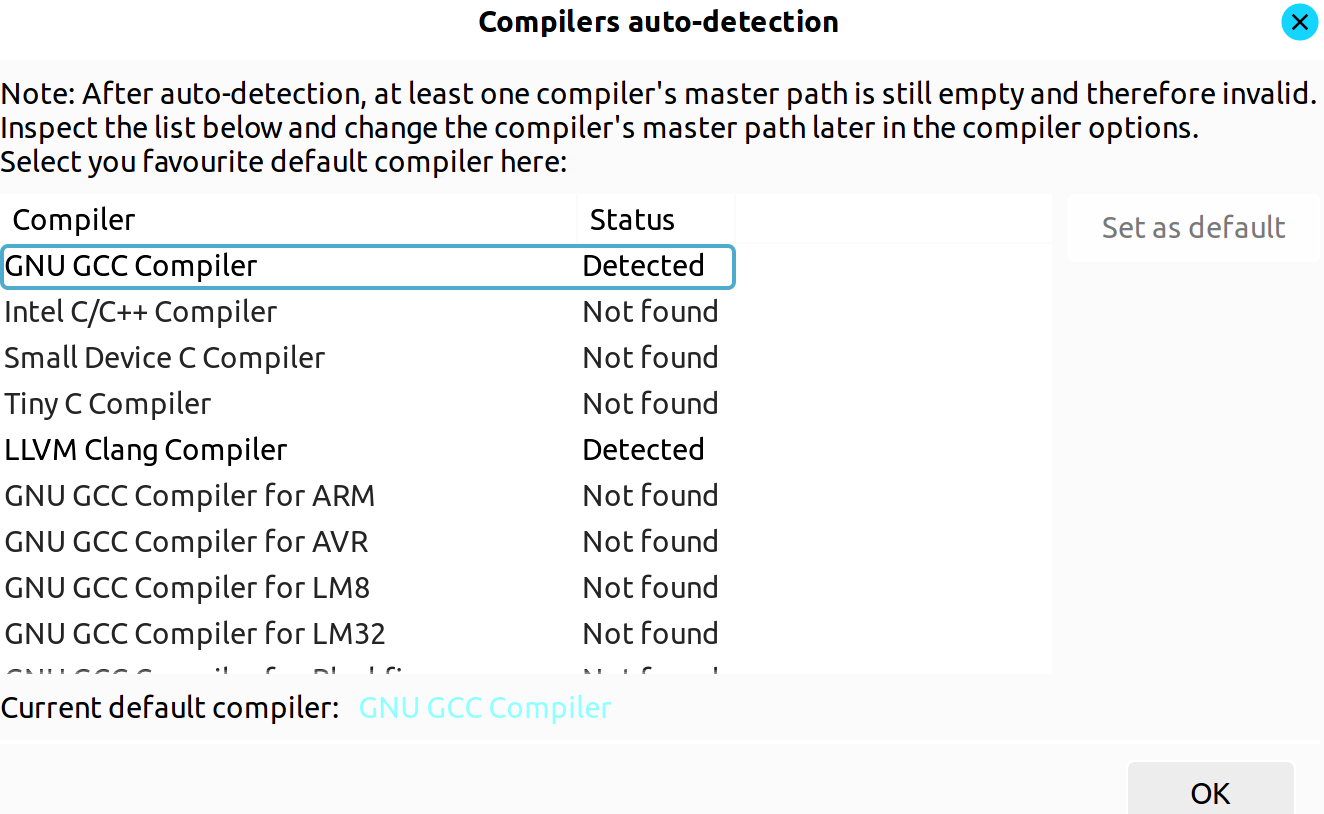 Compilers auto-detection
Note: After auto-detection, at least one compiler's master path is still empty and therefore invalid.
Inspect the list below and change the compiler's master path later in the compiler options.
Select you favourite default compiler here:
Compiler Status
Set as default
GNU GCC Compiler Detected
Intel C/C++ Compiler Not found
Small Device C Compiler Not found
Tiny C Compiler Not found
LLVM Clang Compiler Detected
GNU GCC Compiler for ARM Not found
GNU GCC Compiler for AVR Not found
GNU GCC Compiler for LM8 Not found
GNU GCC Compiler for LM32 Not found
Current default compiler: GNU GCC Compiler
OK